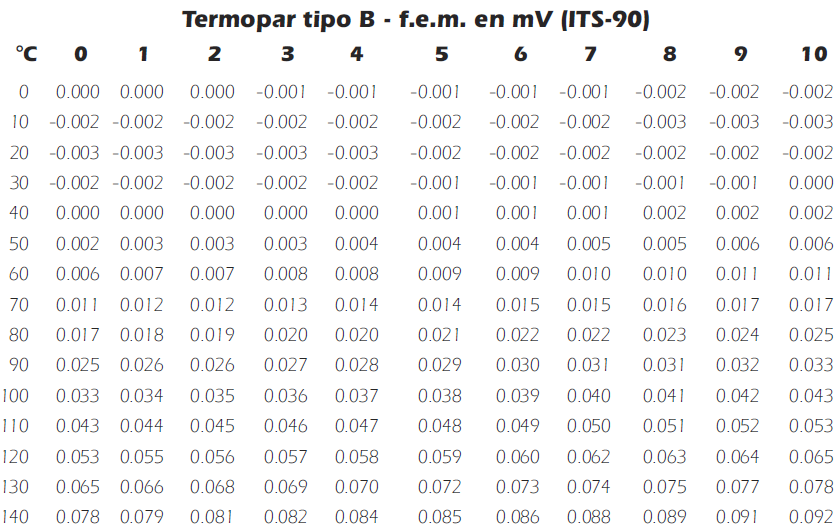 Termopar tipo B - f.e.m. en mV (ITS-90)
°C 0 1 2 3 4 5 6 7 8 9 10
0 0.000 0.000 0.000 -0.001 -0.001 -0.001 -0.001 -0.001 -0.002 -0.002 -0.002
10 -0.002 -0.002 -0.002 -0.002 -0.002 -0.002 -0.002 -0.002 -0.003 -0.003 -0.003
20 -0.003 -0.003 -0.003 -0.003 -0.003 -0.002 -0.002 -0.002 -0.002 -0.002 -0.002
30 -0.002 -0.002 -0.002 -0.002 -0.002 -0.001 -0.001 -0.001 -0.001 -0.001 0.000
40 0.000 0.000 0.000 0.000 0.000 0.001 0.001 0.001 0.002 0.002 0.002
50 0.002 0.003 0.003 0.003 0.004 0.004 0.004 0.005 0.005 0.006 0.006
60 0.006 0.007 0.007 0.008 0.008 0.009 0.009 0.010 0.010 0.011 0.011
70 0.011 0.012 0.012 0.013 0.014 0.014 0.015 0.015 0.016 0.017 0.017
80 0.017 0.018 0.019 0.020 0.020 0.021 0.022 0.022 0.023 0.024 0.025
90 0.025 0.026 0.026 0.027 0.028 0.029 0.030 0.031 0.031 0.032 0.033
100 0.033 0.034 0.035 0.036 0.037 0.038 0.039 0.040 0.041 0.042 0.043
110 0.043 0.044 0.045 0.046 0.047 0.048 0.049 0.050 0.051 0.052 0.053
120 0.053 0.055 0.056 0.057 0.058 0.059 0.060 0.062 0.063 0.064 0.065
130 0.065 0.066 0.068 0.069 0.070 0.072 0.073 0.074 0.075 0.077 0.078
140 0.078 0.079 0.081 0.082 0.084 0.085 0.086 0.088 0.089 0.091 0.092